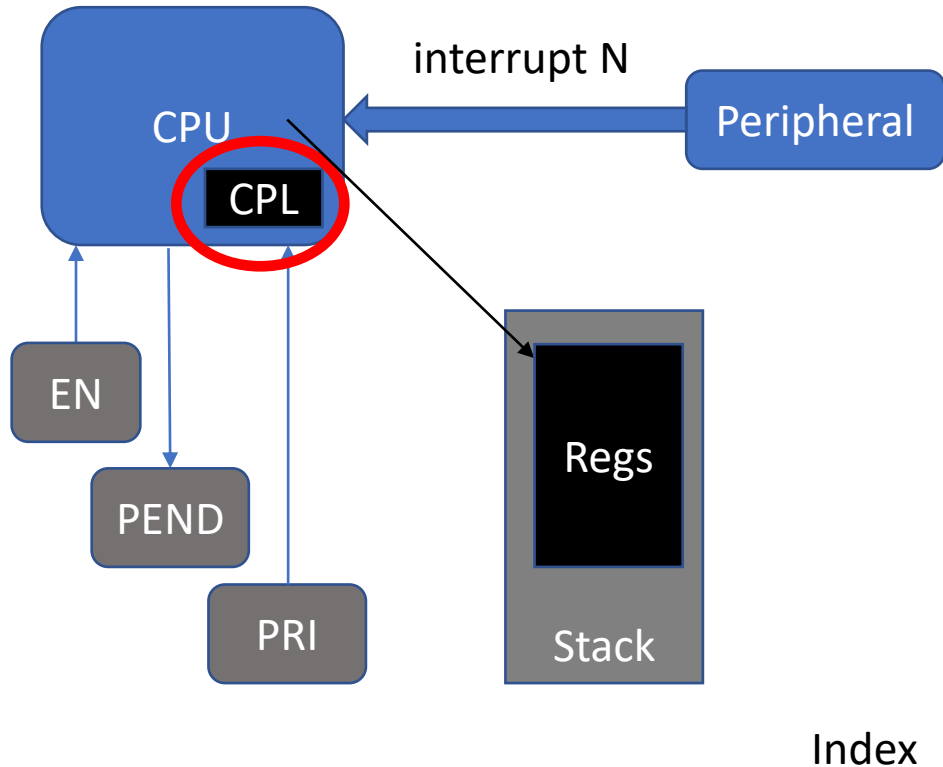 interrupt N
CPU
Peripheral
CPL
EN
Regs
PEND
PRI
Stack
Index